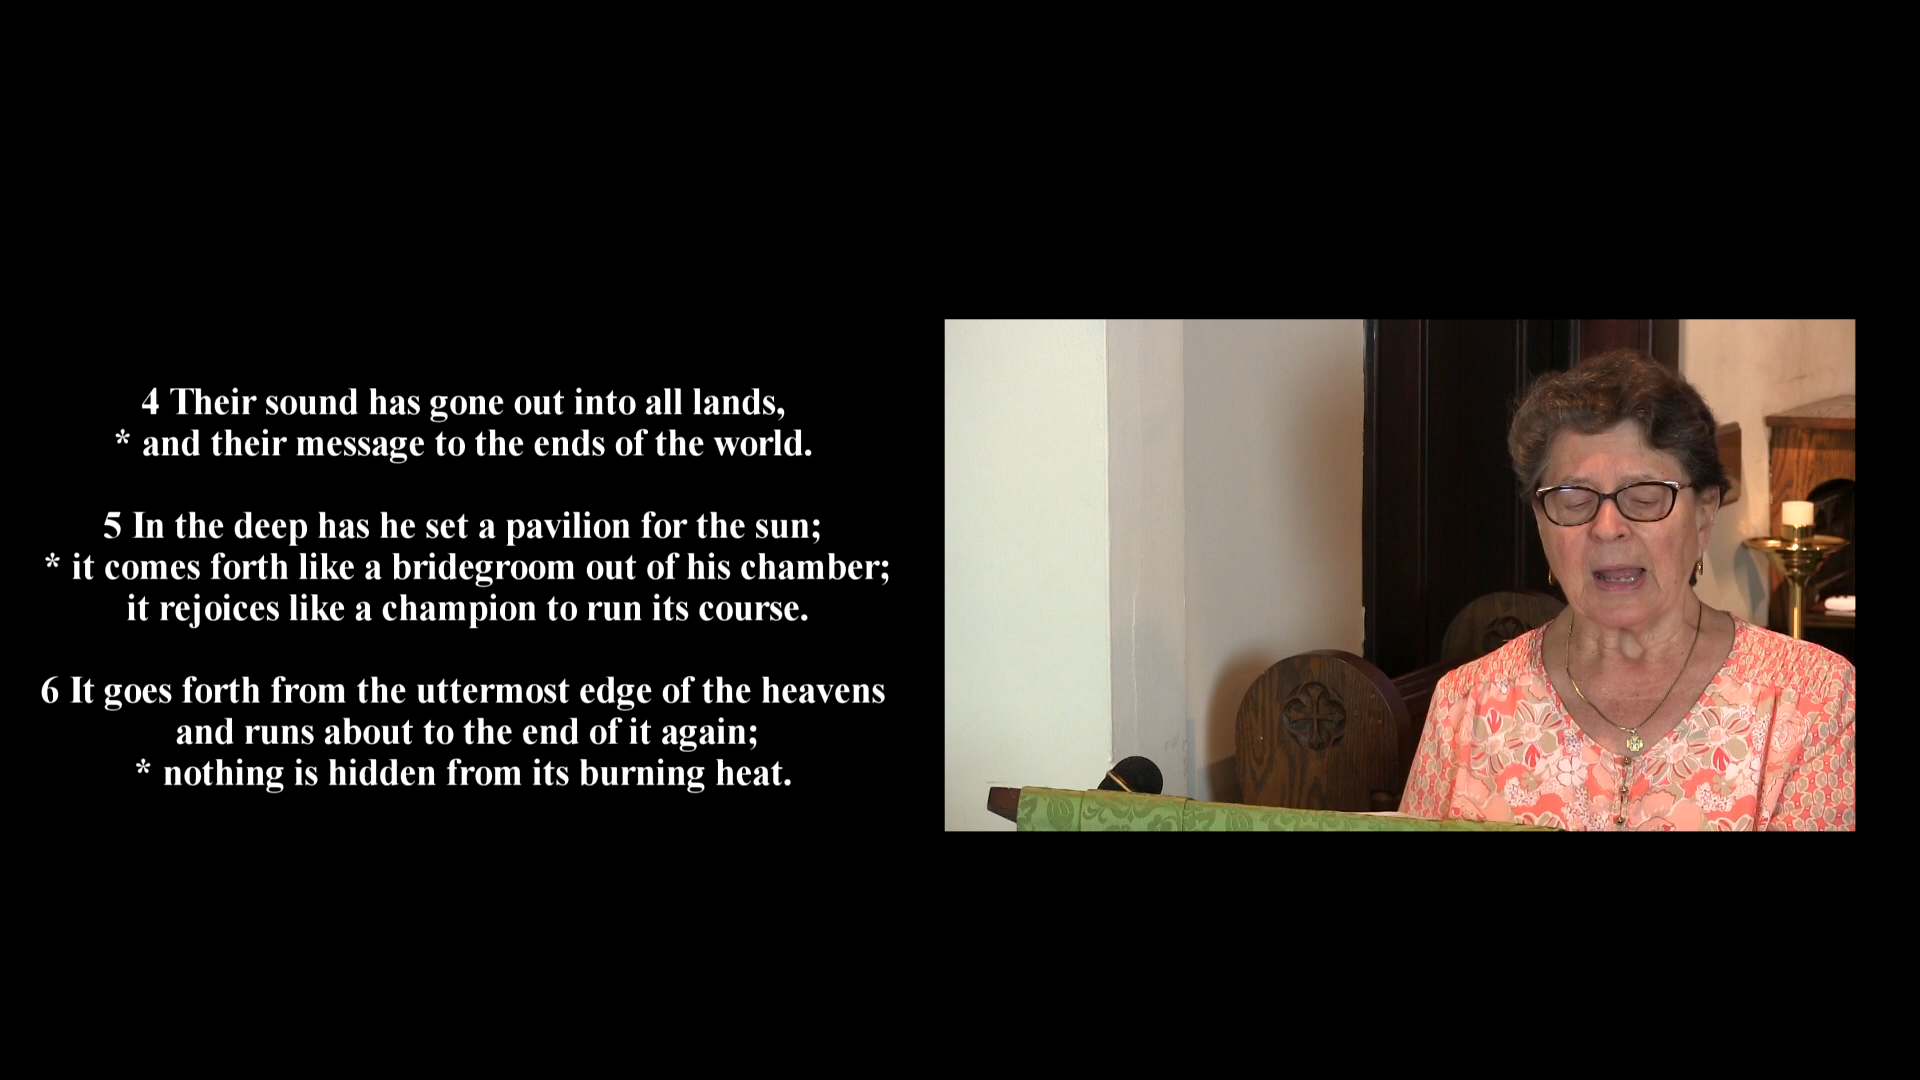 4 Their sound has gone out into all lands,
* and their message to the ends of the world.
5 In the deep has he set a pavilion for the sun;
* it comes forth like a bridegroom out of his chamber;
it rejoices like a champion to run its course.
6 It goes forth from the uttermost edge of the heavens
and runs about to the end of it again;
* nothing is hidden from its burning heat.